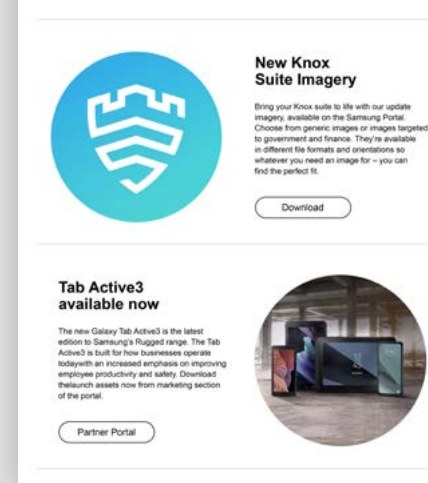 New Knox
Suite Imagery
Bring your Knox suite to life with our update
imagery, available on the Samsung Portal.
Choose from generic images or images targeted
to government and finance. They're available
in different file formats and orientations so
whatever you need an image for – you can
find the perfect fit.
Download
Tab Active3
available now
The new Galaxy Tab Active3 is the latest
edition to Samsung's Rugged range. The Tab
Active3 is built for how businesses operate
todaywith an increased emphasis on improving
employee productivity and safety. Download
thelaunch assets now from marketing section
of the portal.
Partner Portal